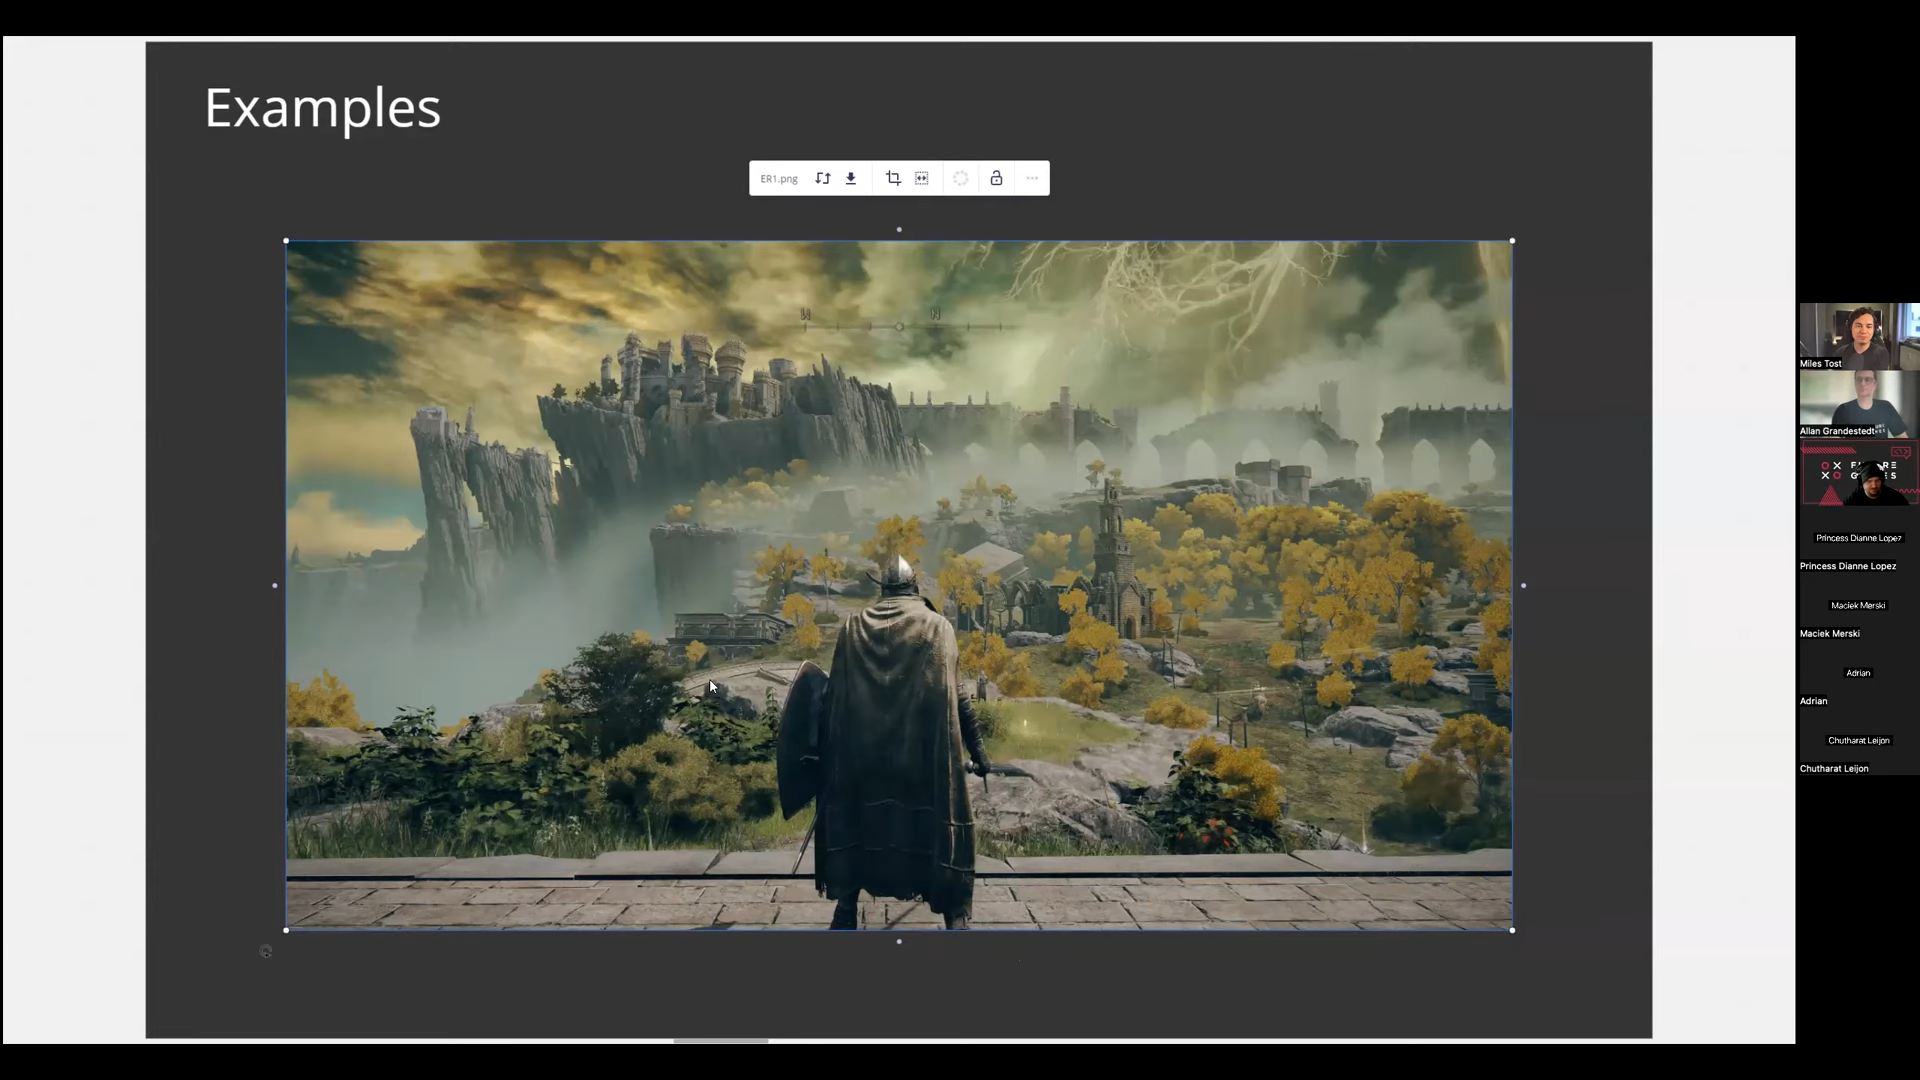 Examples
ER1.png
W
N
Miles Tost
Allan Grandestedt
Princess Dianne Lopez
Princess Dianne Lopez
Maciek Merski
Maciek Merski
Adrian
Adrian
Chutharat Leijon
Chutharat Leijon